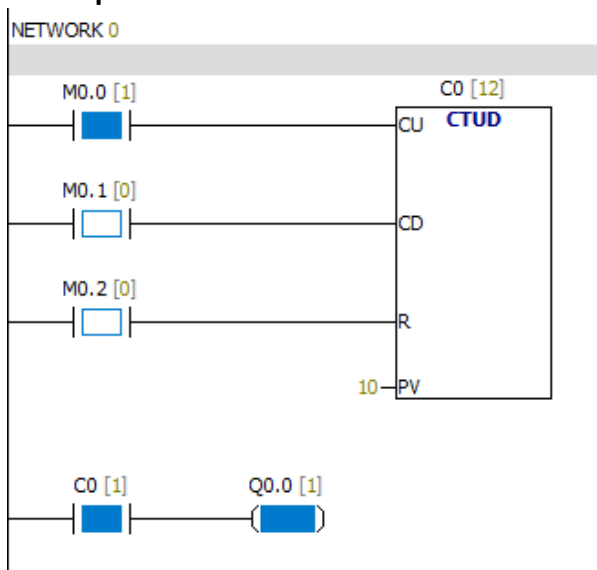 NETWORK 0
M0.0 [1]
C0 [12]
CU CTUD
M0.1 [0]
CD
M0.2 [0]
R
10 PV
C0 [1] Q0.0 [1]